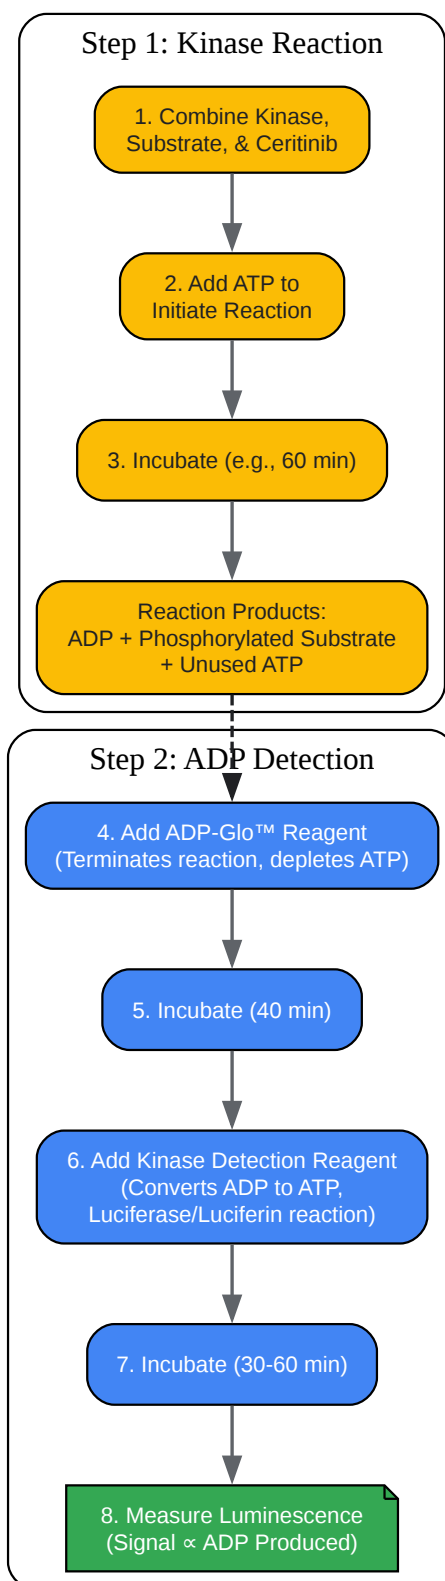 Step 1: Kinase Reaction
1. Combine Kinase,
Substrate, & Ceritinib
2. Add ATP to
Initiate Reaction
3. Incubate (e.g., 60 min)
Reaction Products:
ADP + Phosphorylated Substrate
+ Unused ATP
Step 2: ADP Detection
4. Add ADP-Glo™ Reagent
(Terminates reaction, depletes ATP)
5. Incubate (40 min)
6. Add Kinase Detection Reagent
(Converts ADP to ATP,
Luciferase/Luciferin reaction)
7. Incubate (30-60 min)
8. Measure Luminescence
(Signal ∝ ADP Produced)